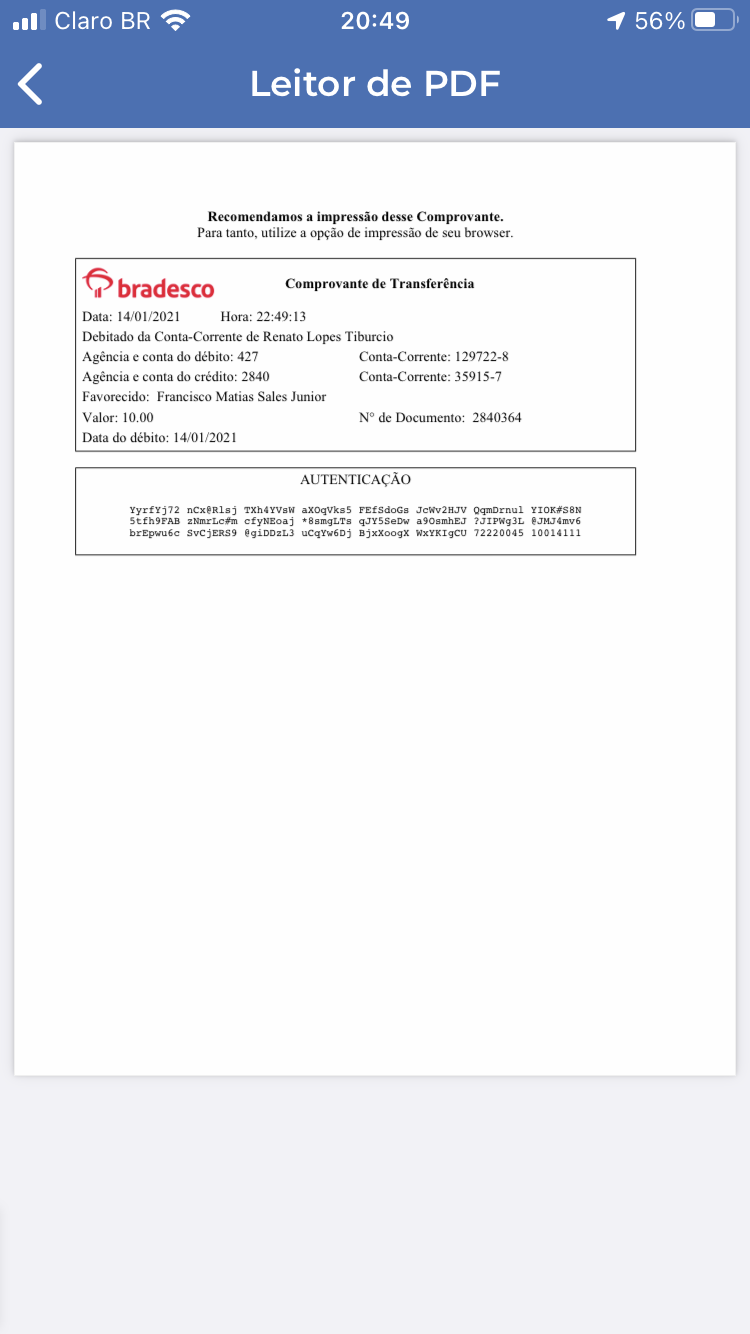 Claro BR 20:49 56%
Leitor de PDF
Recomendamos a impressão desse Comprovante.
Para tanto, utilize a opção de impressão de seu browser.
bradesco Comprovante de Transferência
Data: 14/01/2021 Hora: 22:49:13
Debitado da Conta-Corrente de Renato Lopes Tiburcio
Agência e conta do débito: 427 Conta-Corrente: 129722-8
Agência e conta do crédito: 2840 Conta-Corrente: 35915-7
Favorecido: Francisco Matias Sales Junior
Valor: 10.00 N° de Documento: 2840364
Data do débito: 14/01/2021
AUTENTICAÇÃO
YyrfYj72 nCx@Rlsj TXh4YVsW aXOqVks5 FEfSdoGs JcWv2HJV QqmDrnul YIOK#S8N
5tfh9FAB zNmrLc#m cfyNEoaj *8smgLTs qJY5SeDw a9OsmhEJ ?JIPWg3L @JMJ4mv6
brEpwu6c SvCjERS9 @giDDzL3 uCqYw6Dj BjxXoogX WxYKIgCU 72220045 10014111